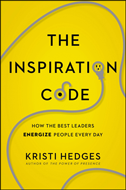 THE
INSPIRATION
CODE
HOW THE BEST LEADERS
ENERGIZE PEOPLE EVERY DAY
KRISTI HEDGES
AUTHOR OF THE POWER OF PRESENCE